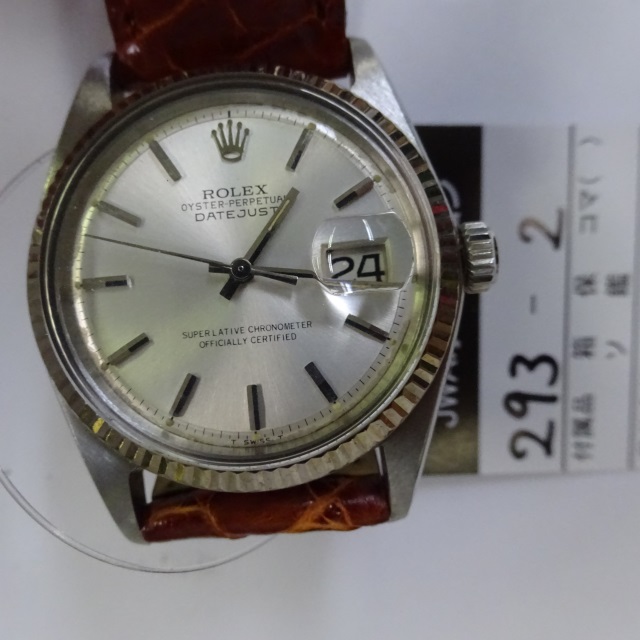 ROLEX
OYSTER-PERPETUAL
DATEJUST
24
SUPERLATIVE CHRONOMETER
OFFICIALLY CERTIFIED
293-2
付属品 箱 保 鑑
ソ コマ( )